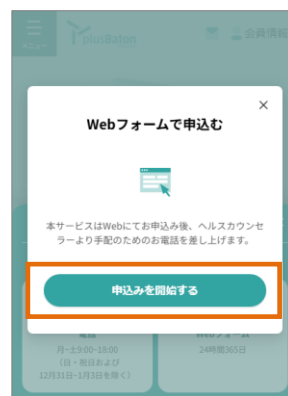 メニュー
plusbaton
会員情報
×
Webフォームで申込む
本サービスはWebにてお申込み後、ヘルスカウンセ
ラーより手配のためのお電話を差し上げます。
申込みを開始する
電話
Webフォーム
月~土9:00~18:00
24時間365日
(日・祝日および
12月31日~1月3日を除く)